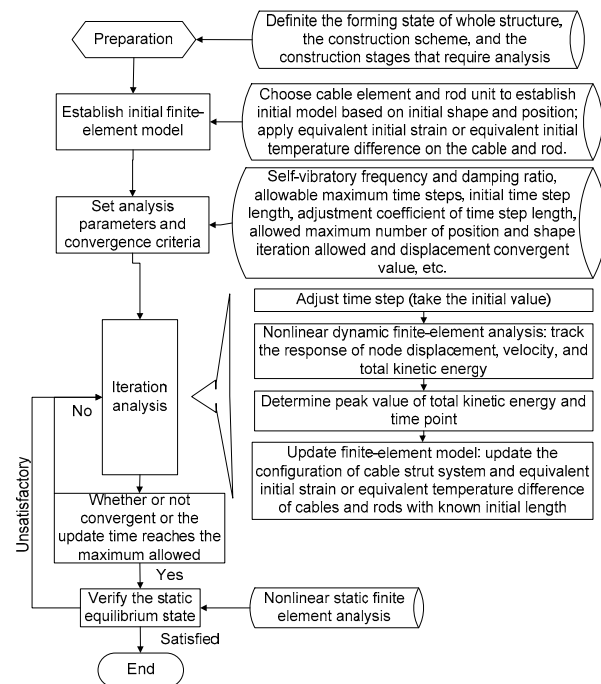 Preparation
Definite the forming state of whole structure,
the construction scheme, and the
construction stages that require analysis
Establish initial finite-
element model
Choose cable element and rod unit to establish
initial model based on initial shape and position;
apply equivalent initial strain or equivalent initial
temperature difference on the cable and rod.
Set analysis
parameters and
convergence criteria
Self-vibratory frequency and damping ratio,
allowable maximum time steps, initial time step
length, adjustment coefficient of time step length,
allowed maximum number of position and shape
iteration allowed and displacement convergent
value, etc.
Iteration
analysis
Adjust time step (take the initial value)
Nonlinear dynamic finite-element analysis: track
the response of node displacement, velocity, and
total kinetic energy
Determine peak value of total kinetic energy and
time point
Update finite-element model: update the
configuration of cable strut system and equivalent
initial strain or equivalent temperature difference
of cables and rods with known initial length
No
Unsatisfactory
Whether or not
convergent or the
update time reaches the
maximum allowed
Yes
Verify the static
equilibrium state
Nonlinear static finite
element analysis
Satisfied
End